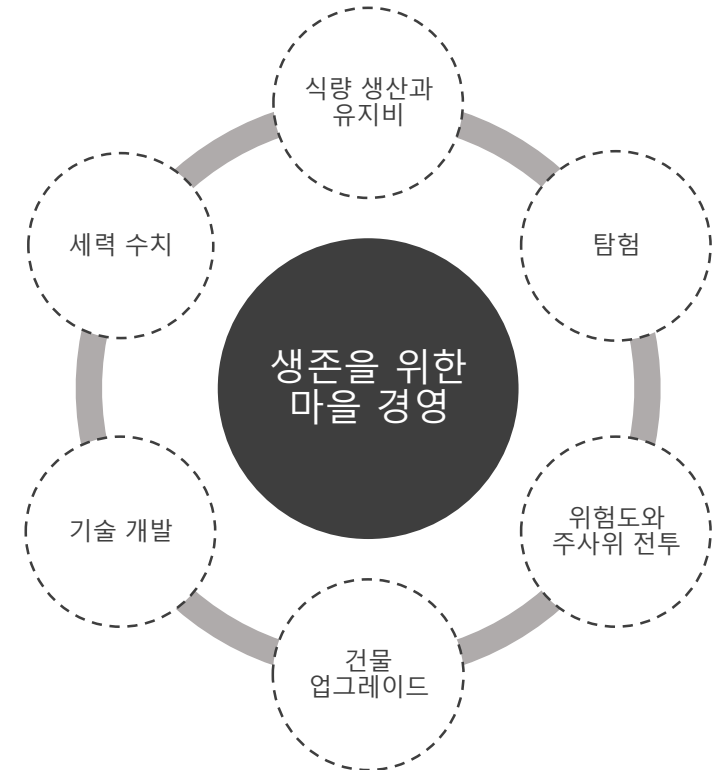 식량 생산과
유지비
탐험
위험도와
주사위 전투
건물
업그레이드
기술 개발
세력 수치
생존을 위한
마을 경영